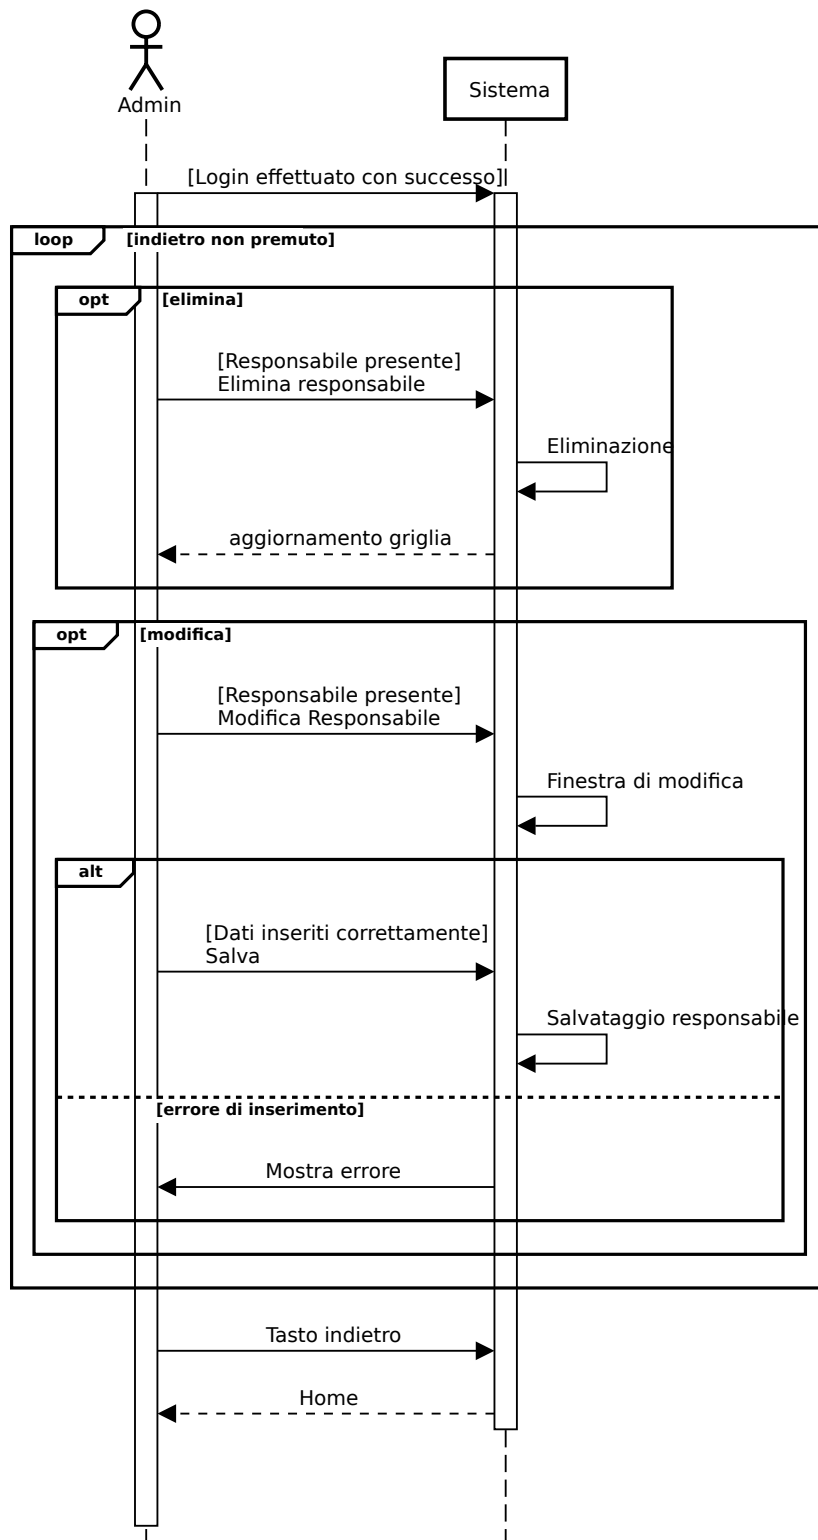 Admin
Sistema
[Login effettuato con successo]
loop
[indietro non premuto]
opt
[elimina]
[Responsabile presente]
Elimina responsabile
Eliminazione
aggiornamento griglia
opt
[modifica]
[Responsabile presente]
Modifica Responsabile
Finestra di modifica
alt
[Dati inseriti correttamente]
Salva
Salvataggio responsabile
[errore di inserimento]
Mostra errore
Tasto indietro
Home